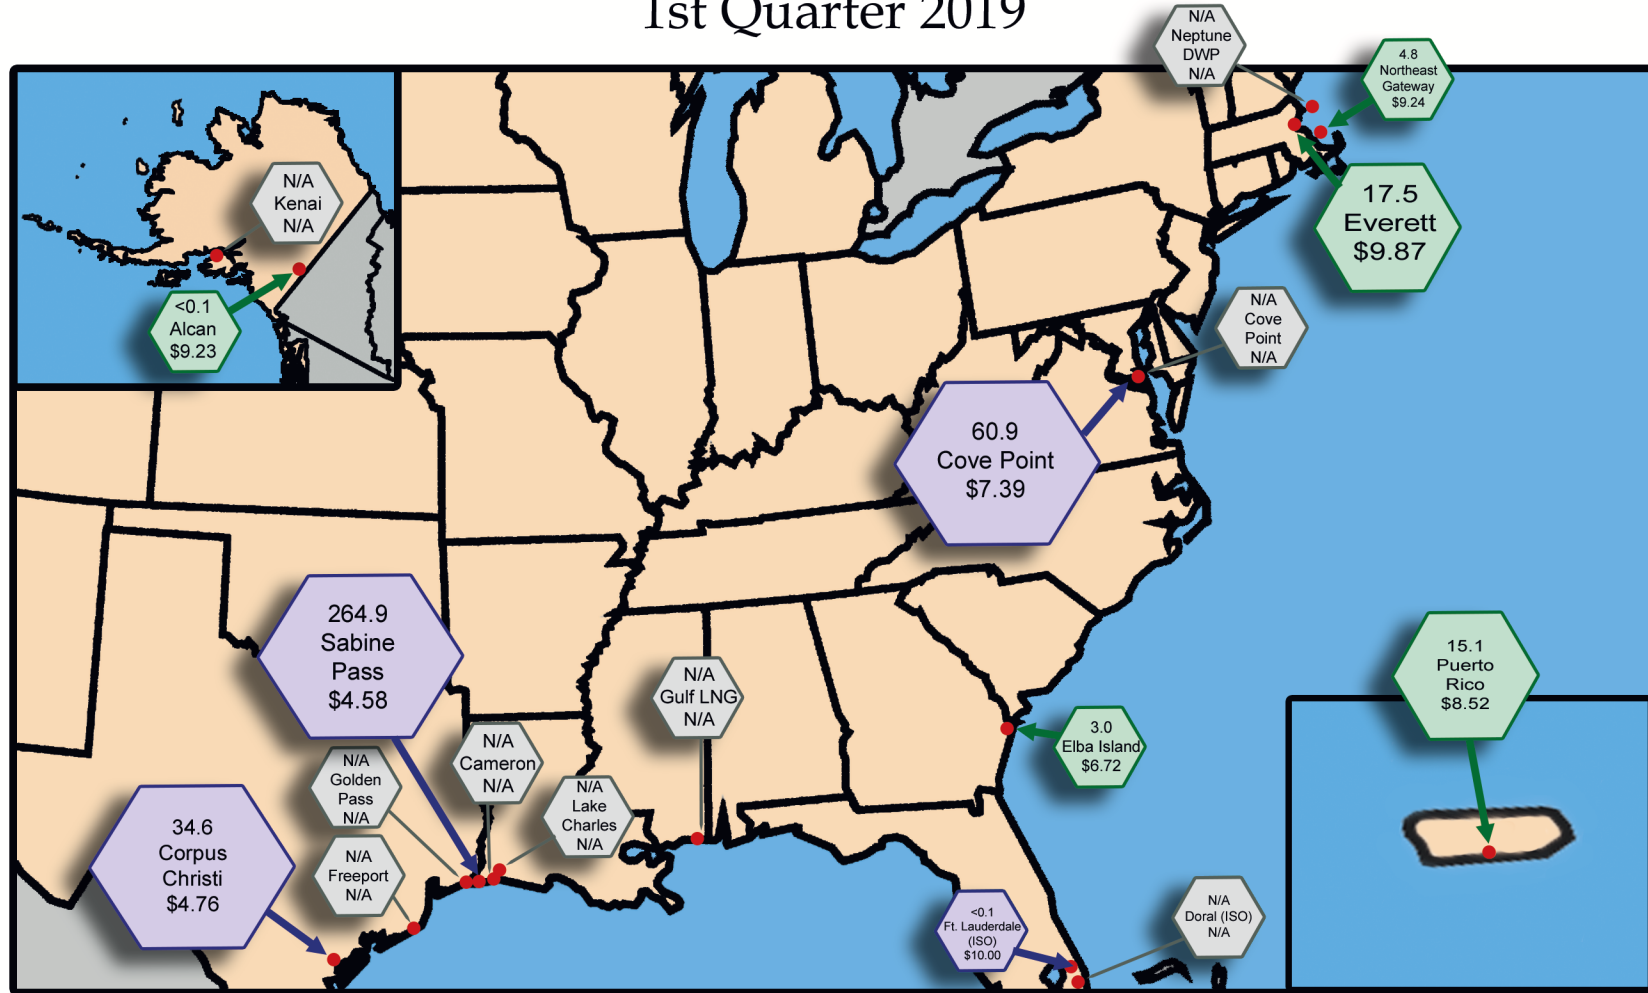 1st Quarter 2019
N/A
Neptune
DWP
N/A
4.8
Northeast
Gateway
$9.24
17.5
Everett
$9.87
N/A
Kenai
N/A
<0.1
Alcan
$9.23
N/A
Cove
Point
N/A
60.9
Cove Point
$7.39
264.9
Sabine
Pass
$4.58
N/A
Gulf LNG
N/A
15.1
Puerto
Rico
$8.52
3.0
Elba Island
$6.72
N/A
Cameron
N/A
N/A
Golden
Pass
N/A
N/A
Lake
Charles
N/A
34.6
Corpus
Christi
$4.76
N/A
Freeport
N/A
<0.1
Ft. Lauderdale
(ISO)
$10.00
N/A
Doral (ISO)
N/A